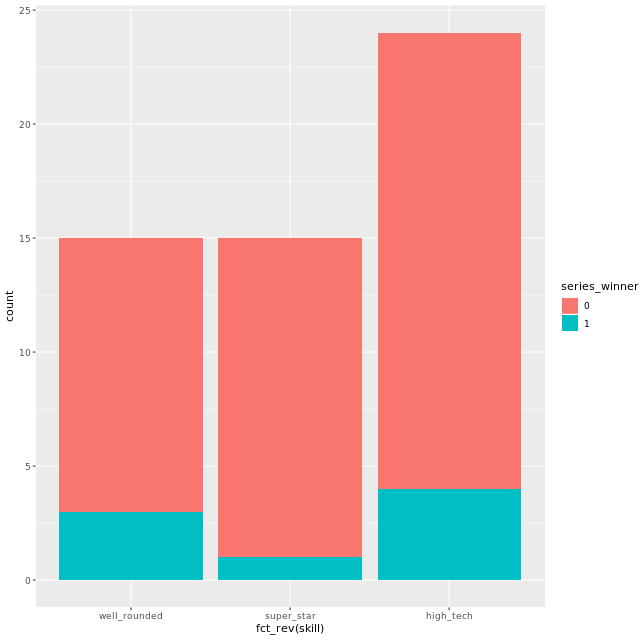 25
20
15
10
5
0
count
well_rounded super_star high_tech
fct_rev(skill)
series_winner
0
1